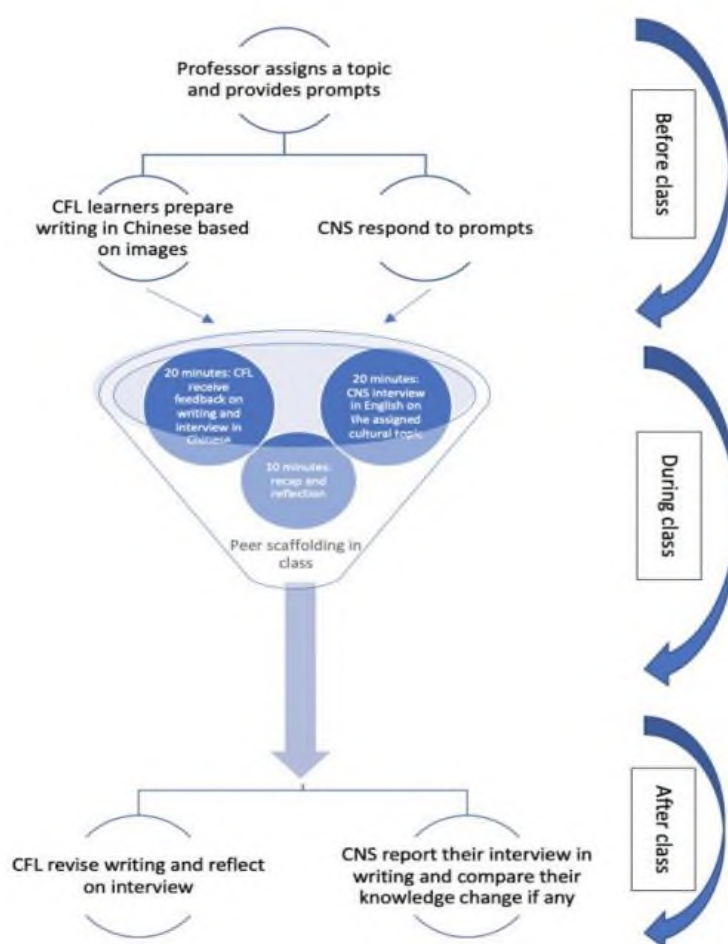 Professor assigns a topic
and provides prompts
Before class
CFL learners prepare
writing in Chinese based
on images
CNS respond to prompts
20 minutes: CFL
receive
feedback on
writing and
interview in
Chinese
20 minutes:
CNS interview
in English on
the assigned
cultural topic
10 minutes:
recap and
reflection
Peer scaffolding in
class
During class
CFL revise writing and reflect
on interview
CNS report their interview in
writing and compare their
knowledge change if any
After class